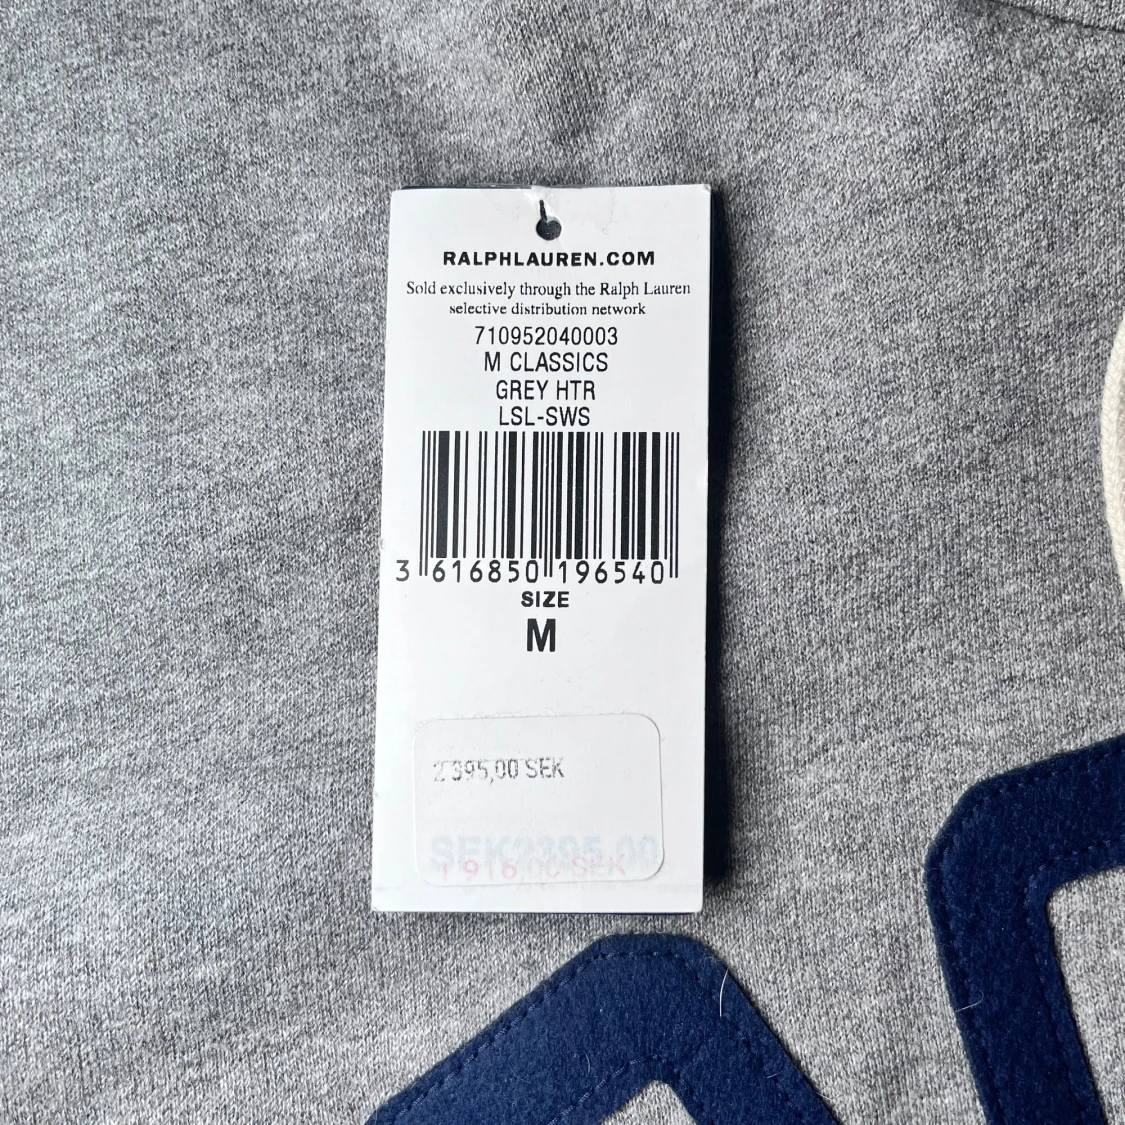 RALPHLAUREN.COM
Sold exclusively through the Ralph Lauren
selective distribution network
710952040003
M CLASSICS
GREY HTR
LSL-SWS
3 616850 196540
SIZE
M
2 395,00 SEK
SEK2395.00
1 916,00 SEK